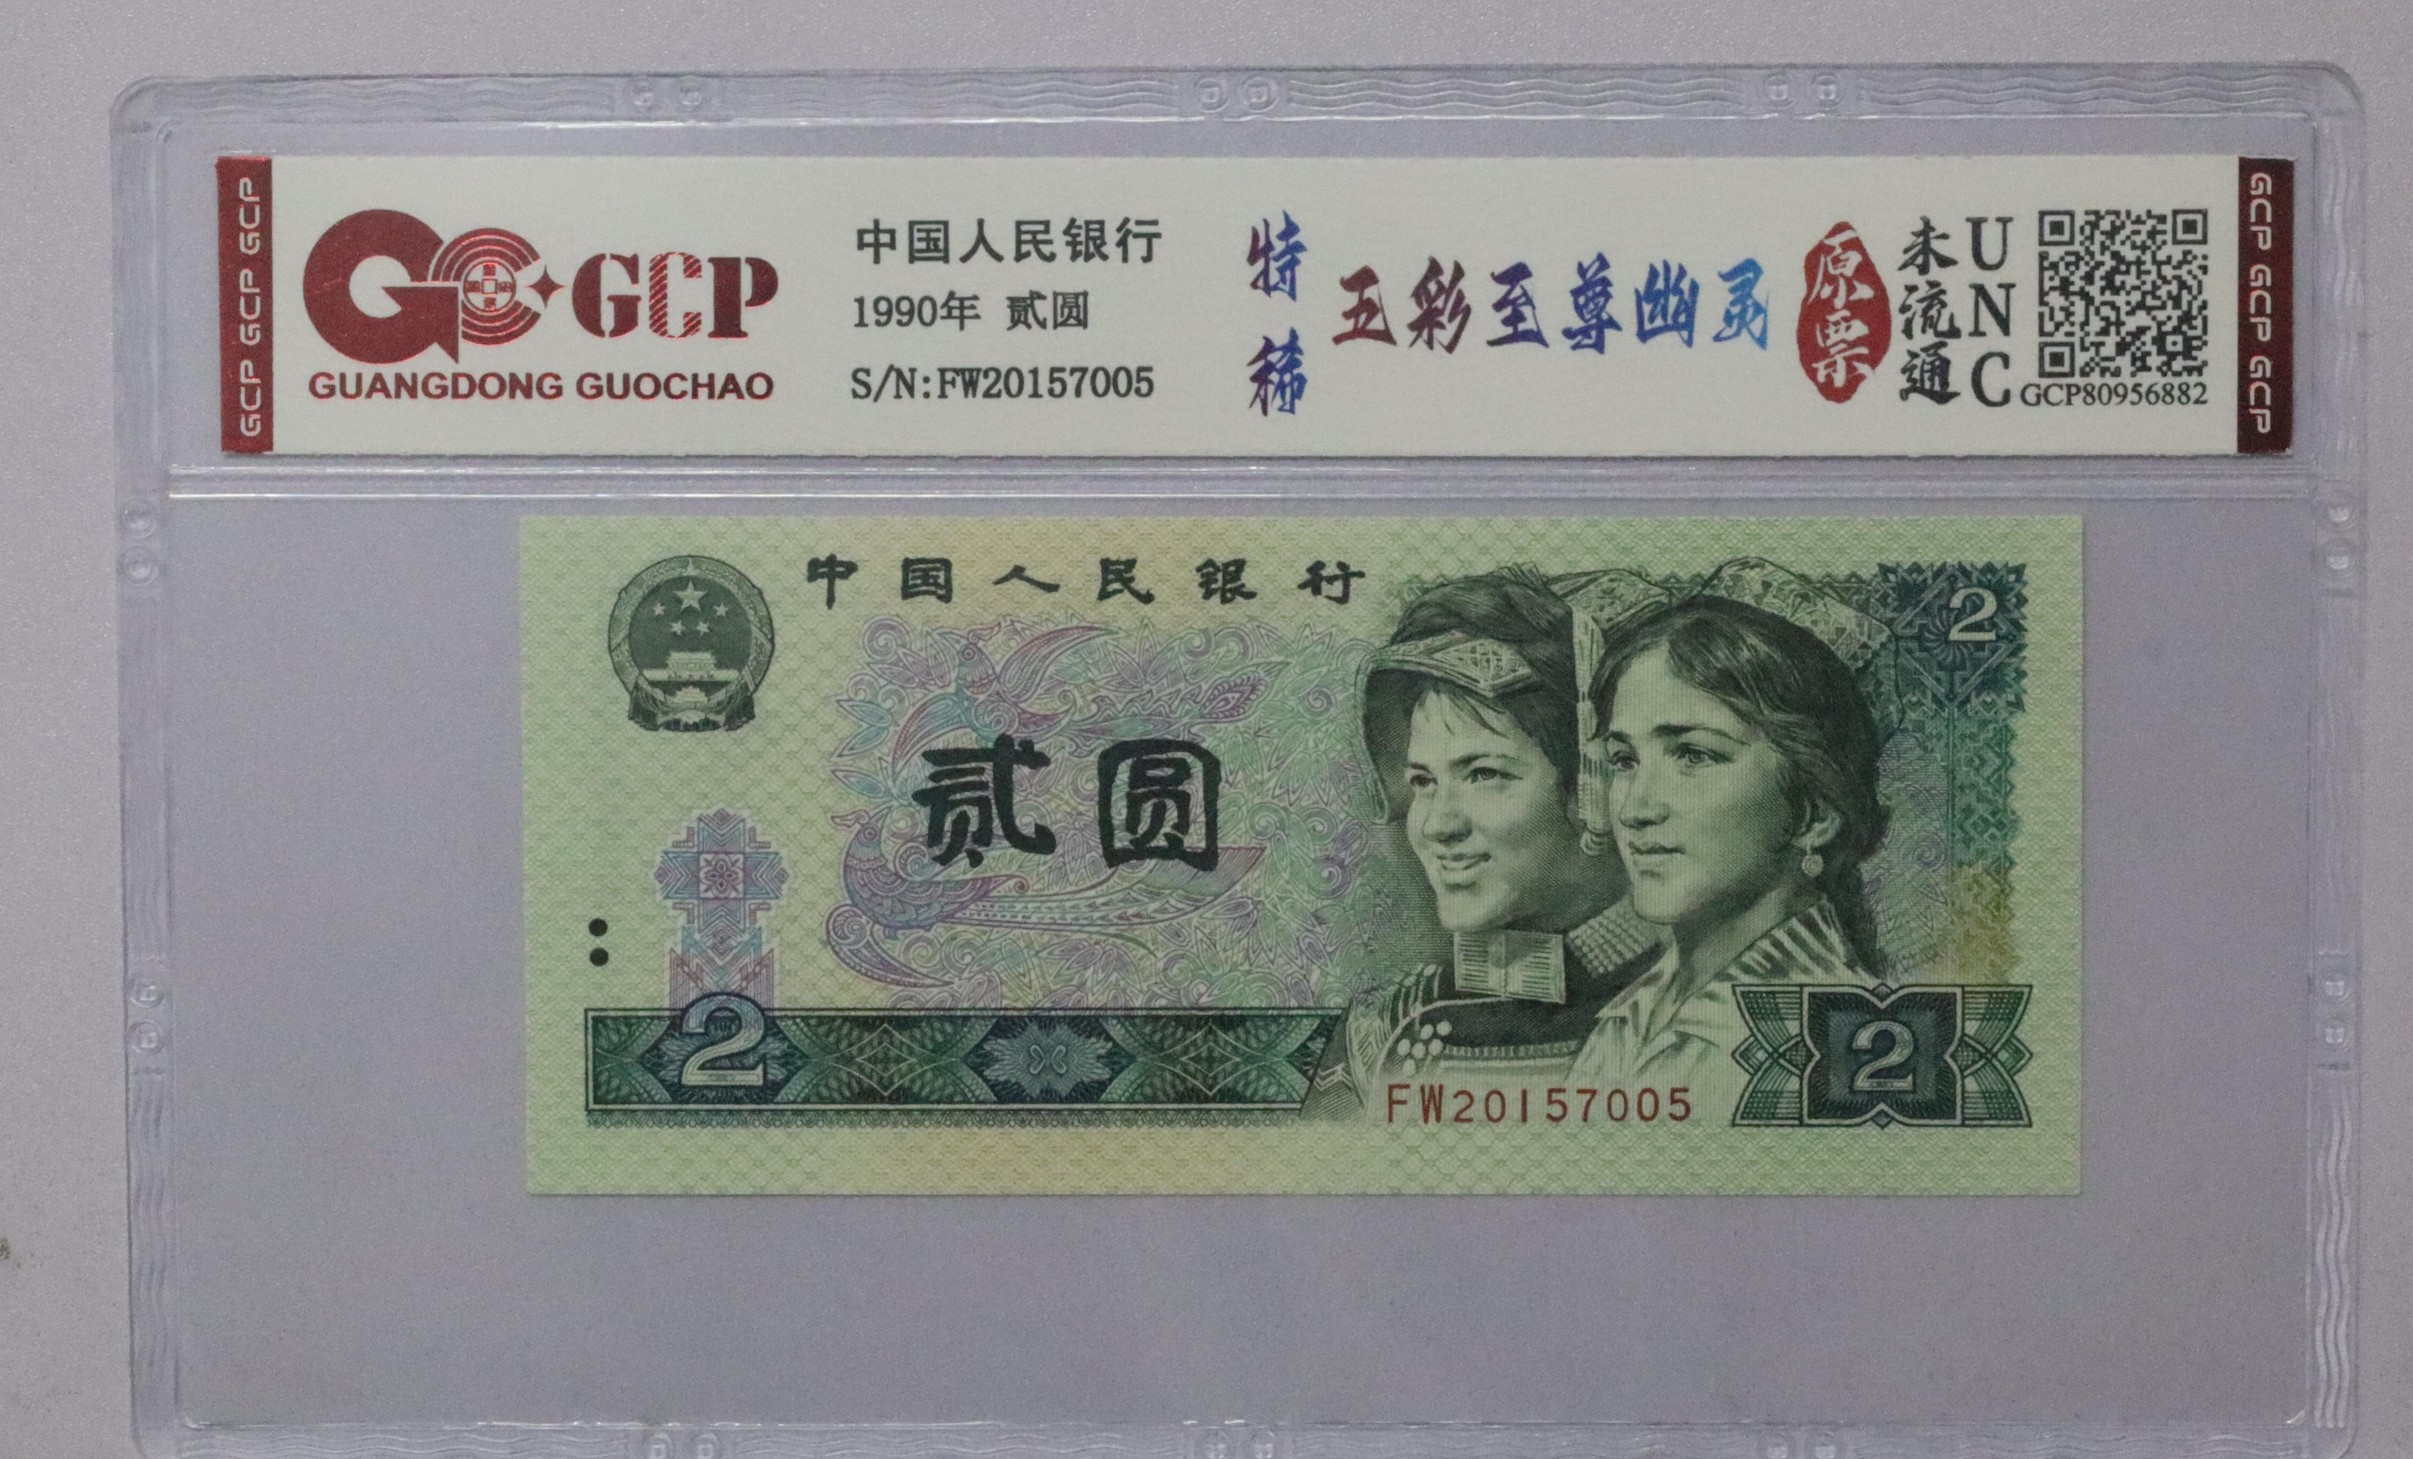 GCP GCP GCP
GCP
GUANGDONG GUOCHAO
中国人民银行
1990年 贰圆
S/N:FW20157005
特稀
五彩至尊幽灵
原票
未流通
UNC
GCP80956882
GCP GCP GCP
中国人民银行
2
贰圆
2
FW20157005
2